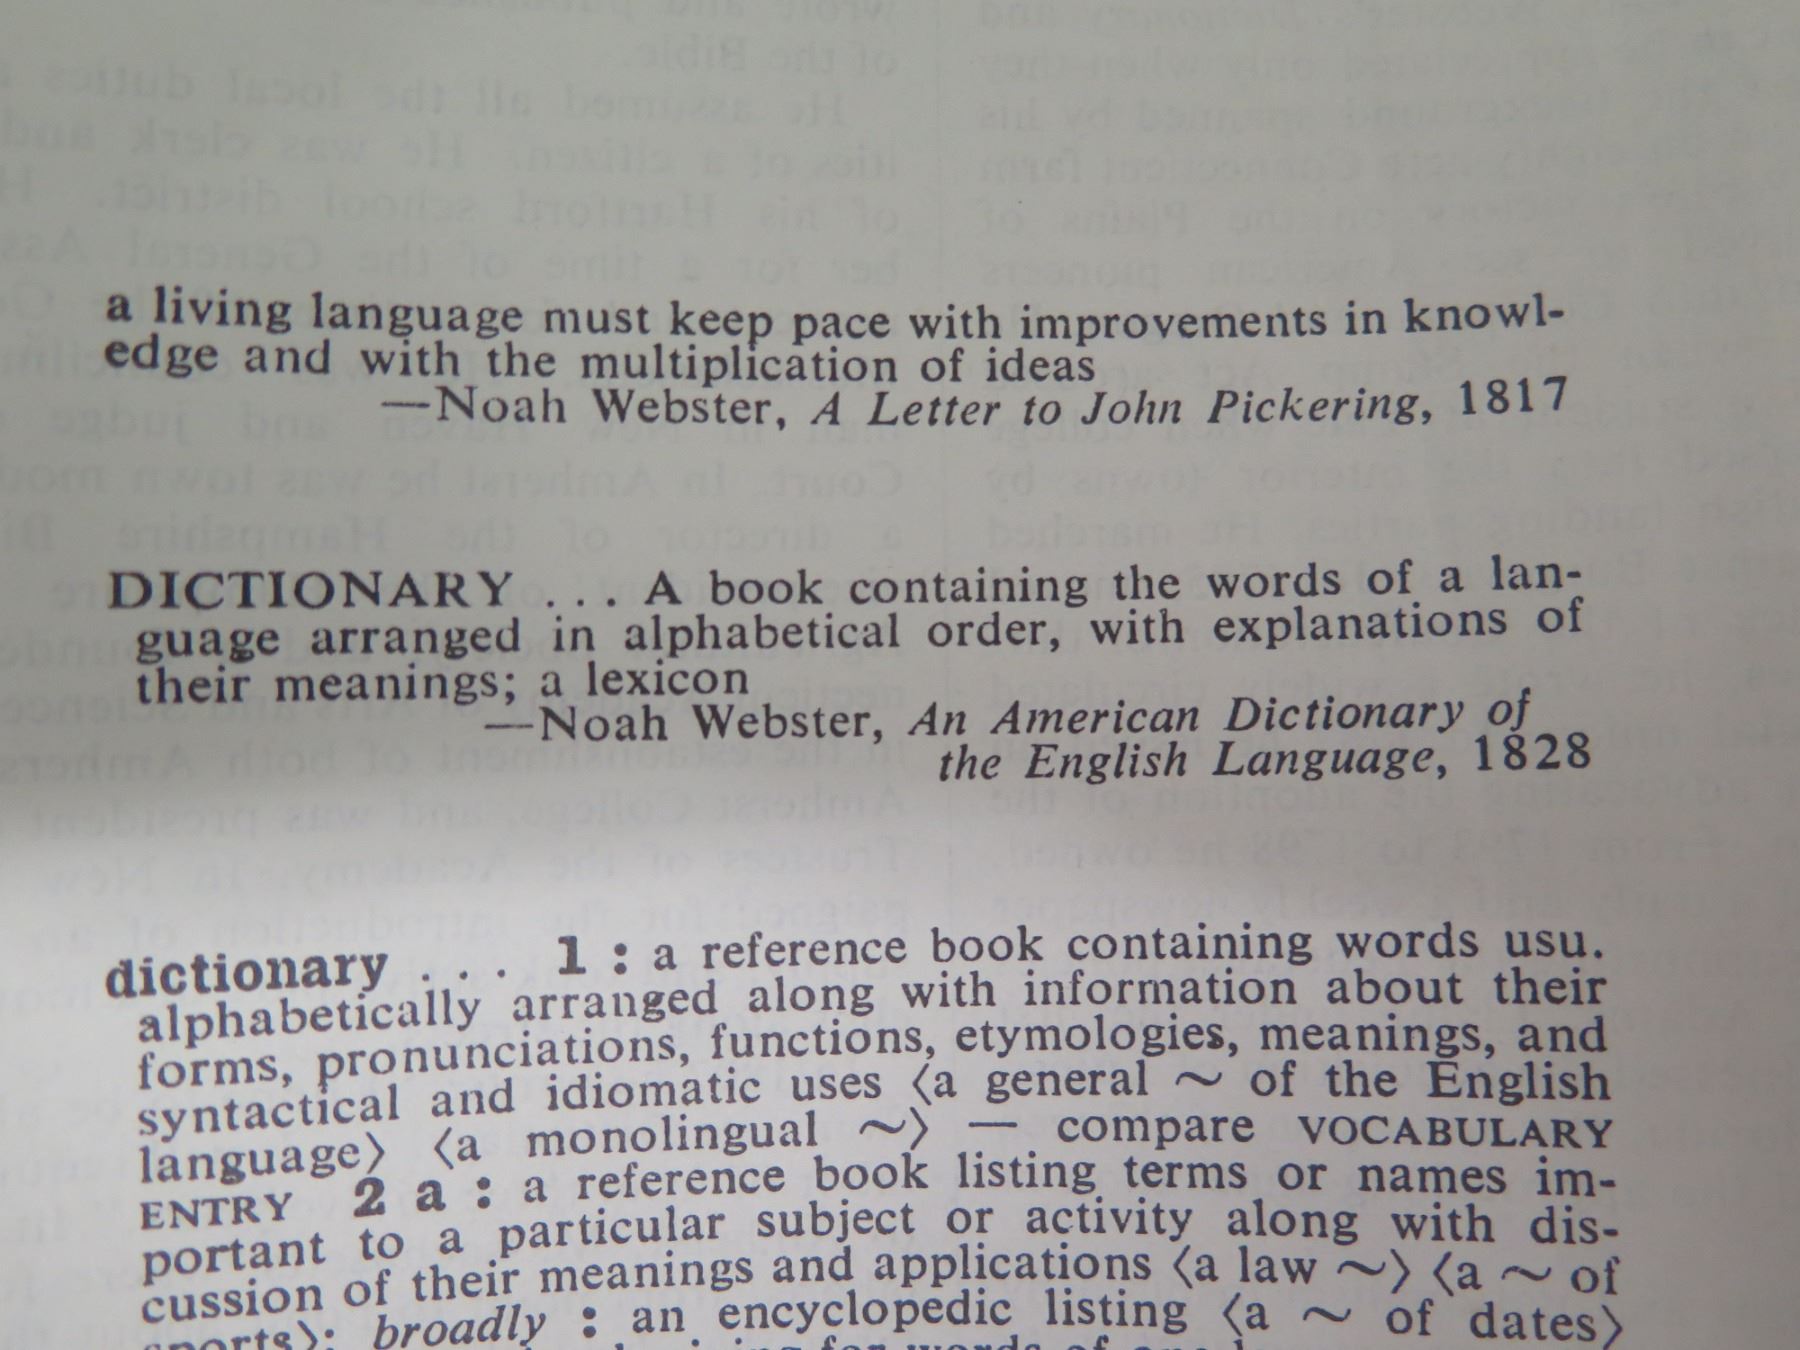 a living language must keep pace with improvements in knowl-
edge and with the multiplication of ideas
—Noah Webster, A Letter to John Pickering, 1817
DICTIONARY ... A book containing the words of a lan-
guage arranged in alphabetical order, with explanations of
their meanings; a lexicon
—Noah Webster, An American Dictionary of
the English Language, 1828
dictionary ... 1 : a reference book containing words usu.
alphabetically arranged along with information about their
forms, pronunciations, functions, etymologies, meanings, and
syntactical and idiomatic uses ⟨a general ~ of the English
language⟩ ⟨a monolingual ~⟩ — compare VOCABULARY
ENTRY 2 a : a reference book listing terms or names im-
portant to a particular subject or activity along with dis-
cussion of their meanings and applications ⟨a law ~⟩ ⟨a ~ of
sports⟩; broadly : an encyclopedic listing ⟨a ~ of dates⟩
for words of